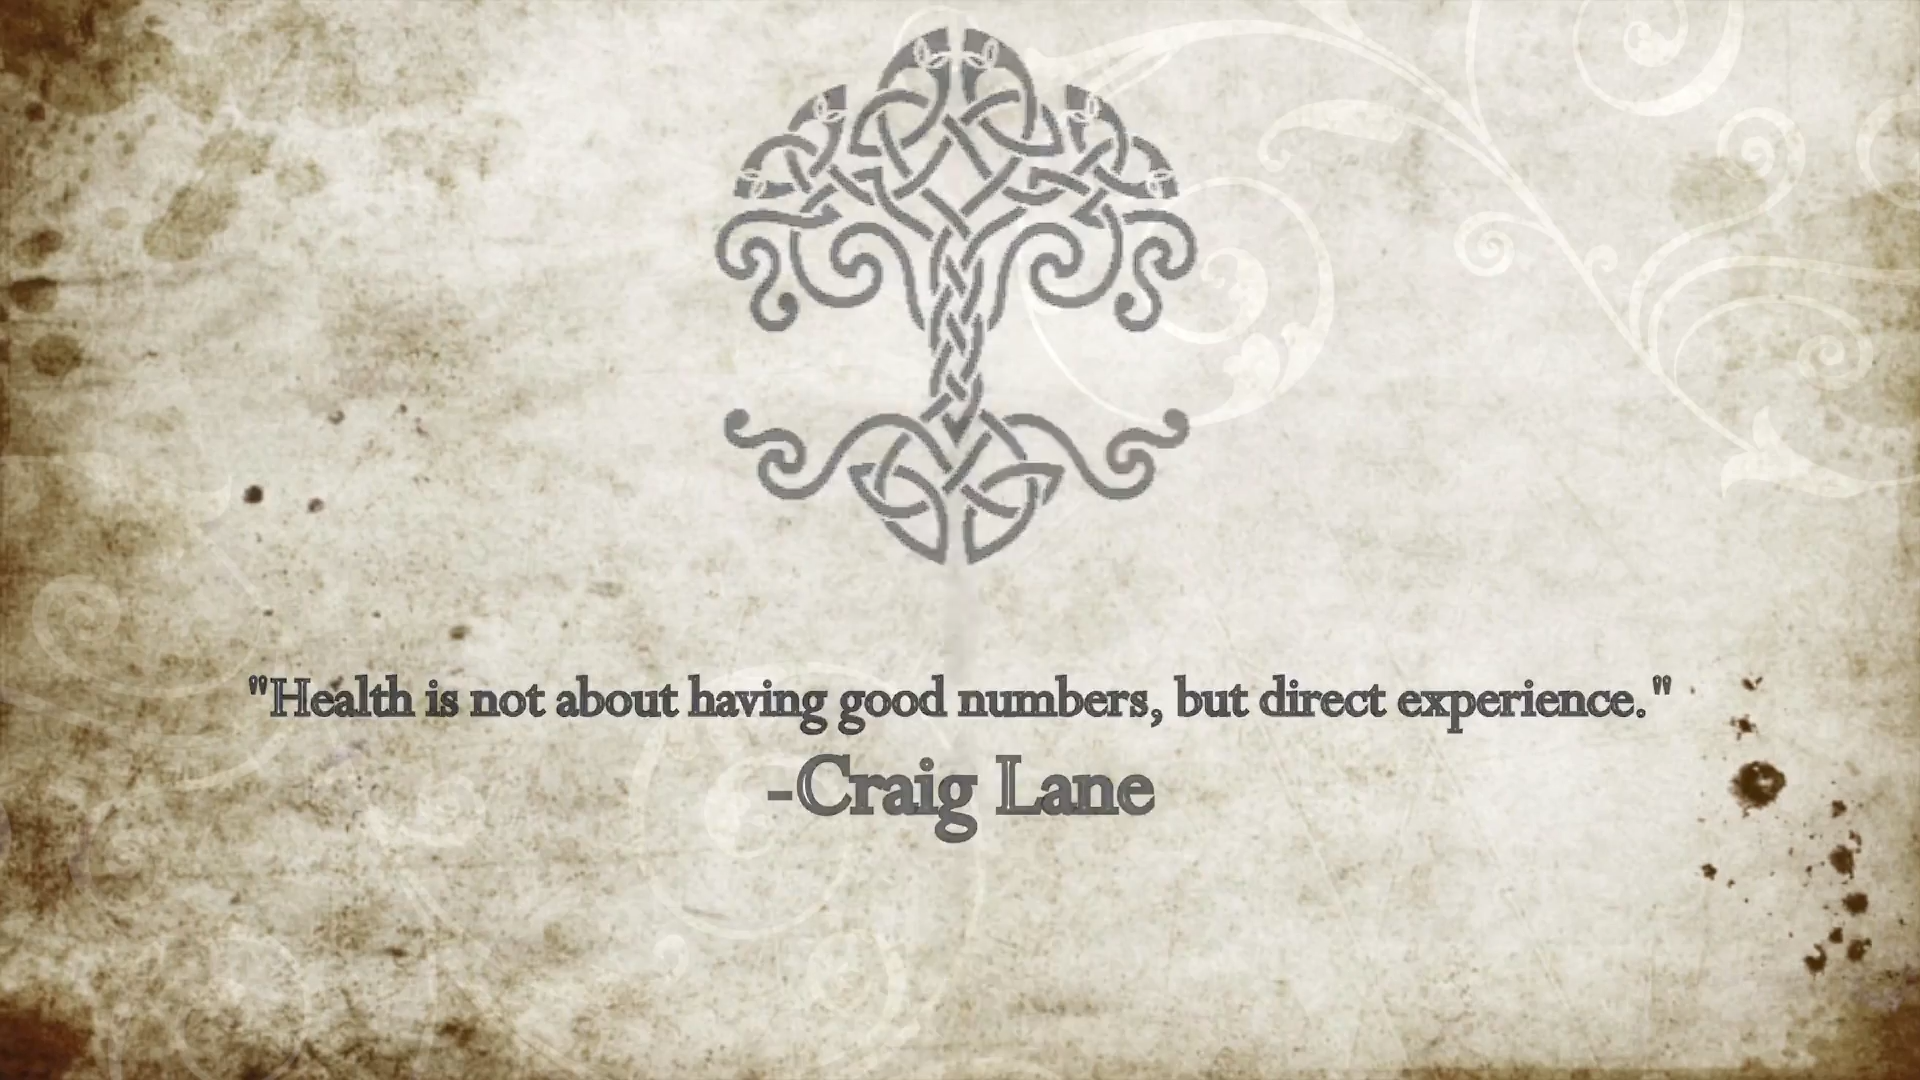 "Health is not about having good numbers, but direct experience."
-Craig Lane